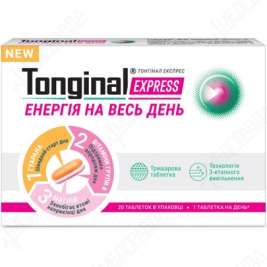 NEW
Tonginal® EXPRESS
ТОНГІНАЛ ЕКСПРЕС
ЕНЕРГІЯ НА ВЕСЬ ДЕНЬ
1
2
3
Тришарова
таблетка
Технологія
3-етапного
вивільнення
20 ТАБЛЕТОК В УПАКОВЦІ • 1 ТАБЛЕТКА НА ДЕНЬ*